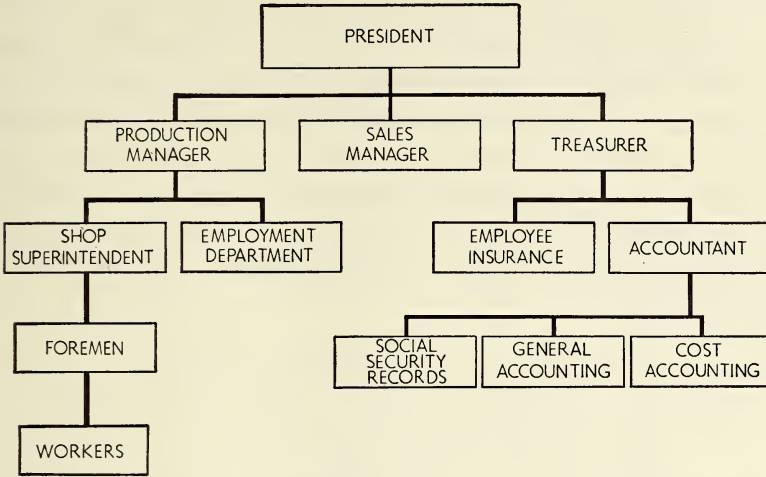 PRESIDENT
PRODUCTION
MANAGER
SALES
MANAGER
TREASURER
SHOP
SUPERINTENDENT
EMPLOYMENT
DEPARTMENT
EMPLOYEE
INSURANCE
ACCOUNTANT
FOREMEN
SOCIAL
SECURITY
RECORDS
GENERAL
ACCOUNTING
COST
ACCOUNTING
WORKERS